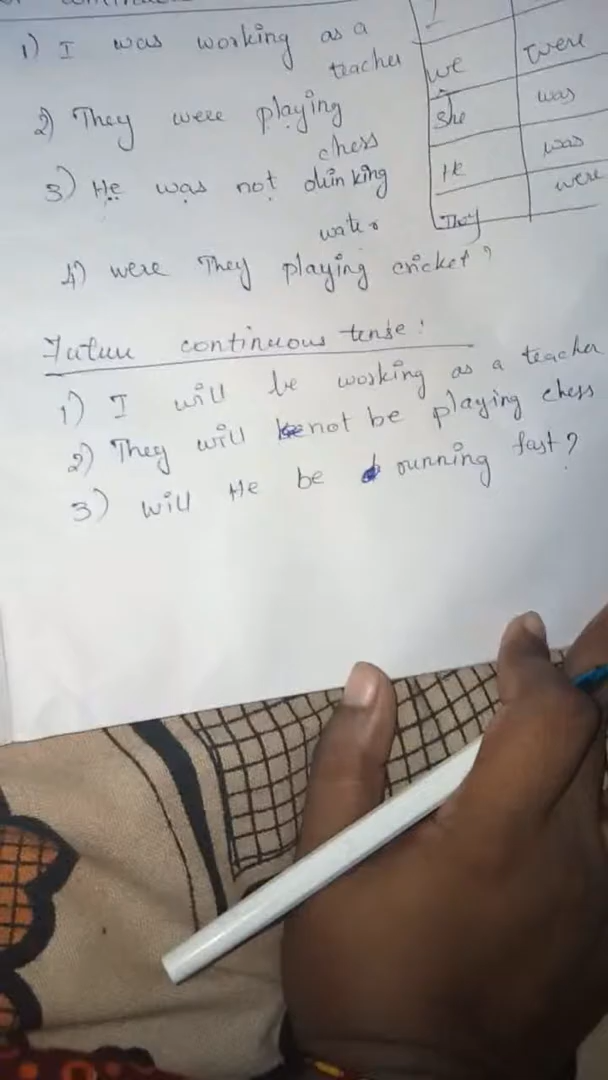 continuous
1) I was working as a
teacher
2) They were playing
chess
3) He was not drinking
water
4) were They playing cricket?
I
we were
she was
He was
They were
Future continuous tense:
1) I will be working as a teacher
2) They will not be playing chess
3) will He be running fast?